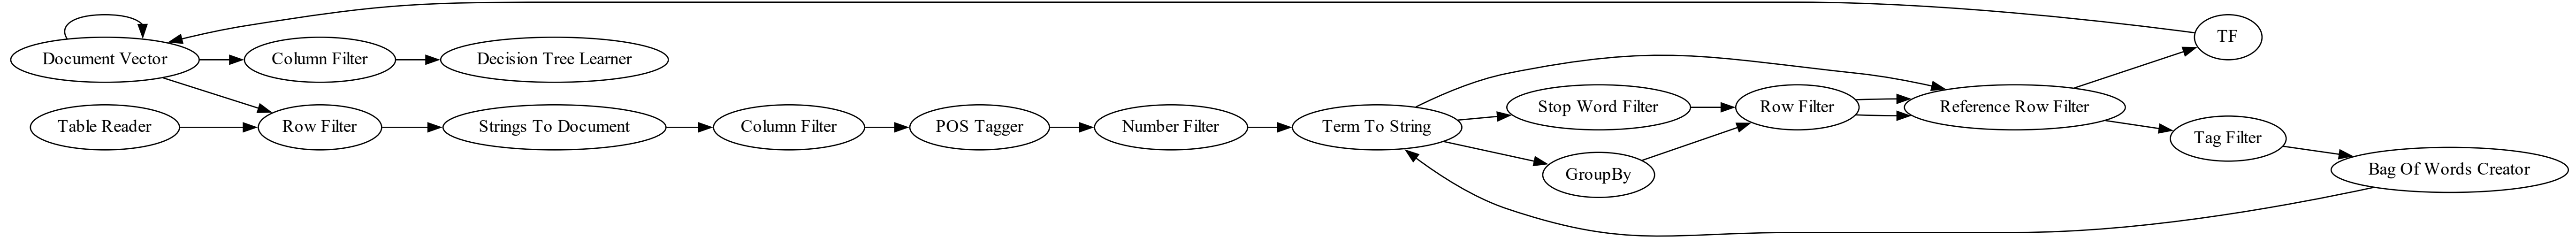 Document Vector
Column Filter
Decision Tree Learner
TF
Table Reader
Row Filter
Strings To Document
Column Filter
POS Tagger
Number Filter
Term To String
Stop Word Filter
GroupBy
Row Filter
Reference Row Filter
Tag Filter
Bag Of Words Creator